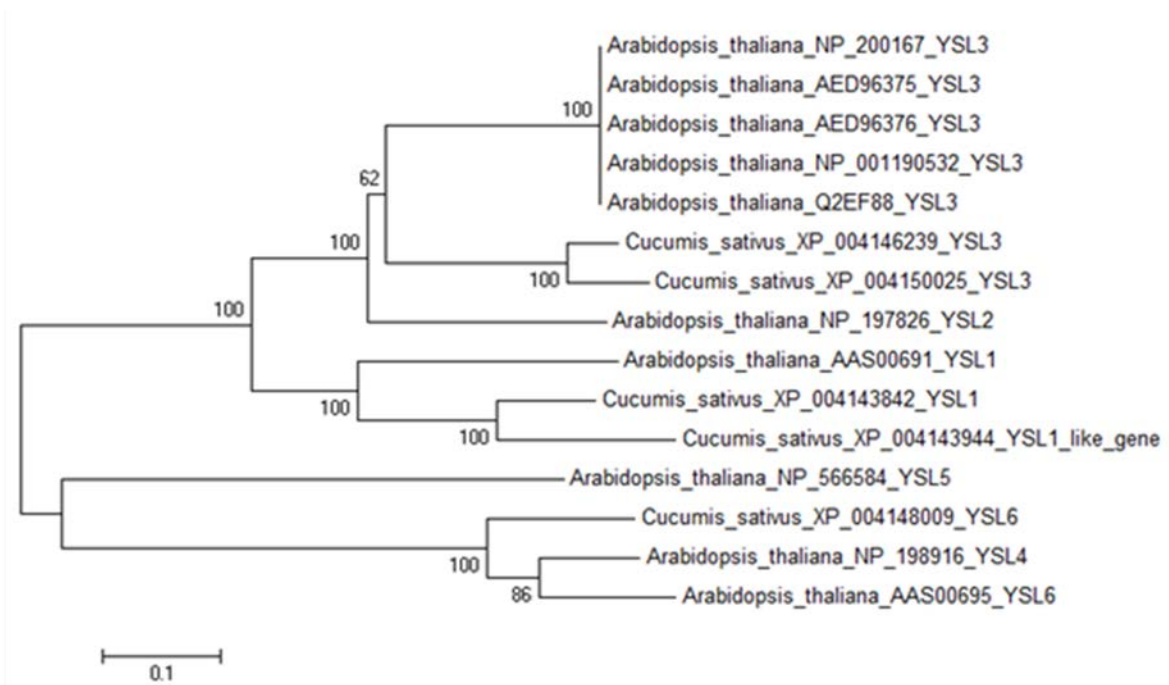 Arabidopsis_thaliana_NP_200167_YSL3
Arabidopsis_thaliana_AED96375_YSL3
100
Arabidopsis_thaliana_AED96376_YSL3
Arabidopsis_thaliana_NP_001190532_YSL3
62
Arabidopsis_thaliana_Q2EF88_YSL3
100
Cucumis_sativus_XP_004146239_YSL3
100
Cucumis_sativus_XP_004150025_YSL3
100
Arabidopsis_thaliana_NP_197826_YSL2
Arabidopsis_thaliana_AAS00691_YSL1
100
Cucumis_sativus_XP_004143842_YSL1
100
Cucumis_sativus_XP_004143944_YSL1_like_gene
Arabidopsis_thaliana_NP_566584_YSL5
Cucumis_sativus_XP_004148009_YSL6
100
Arabidopsis_thaliana_NP_198916_YSL4
86
Arabidopsis_thaliana_AAS00695_YSL6
0.1